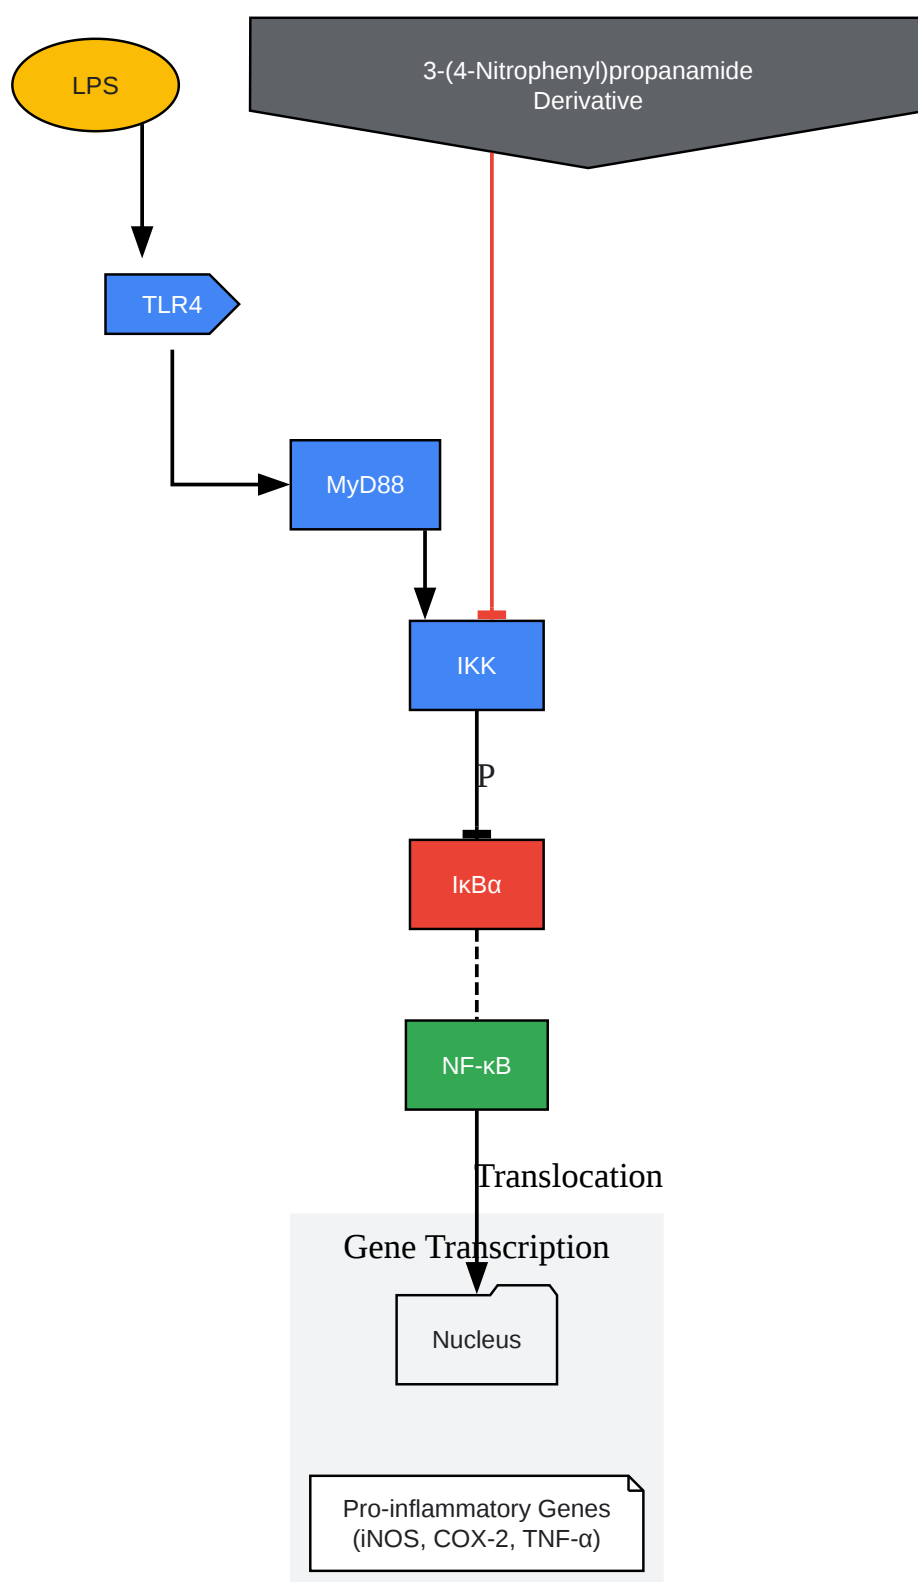 LPS
3-(4-Nitrophenyl)propanamide
Derivative
TLR4
MyD88
IKK
P
IκBα
NF-κB
Translocation
Gene Transcription
Nucleus
Pro-inflammatory Genes
(iNOS, COX-2, TNF-α)